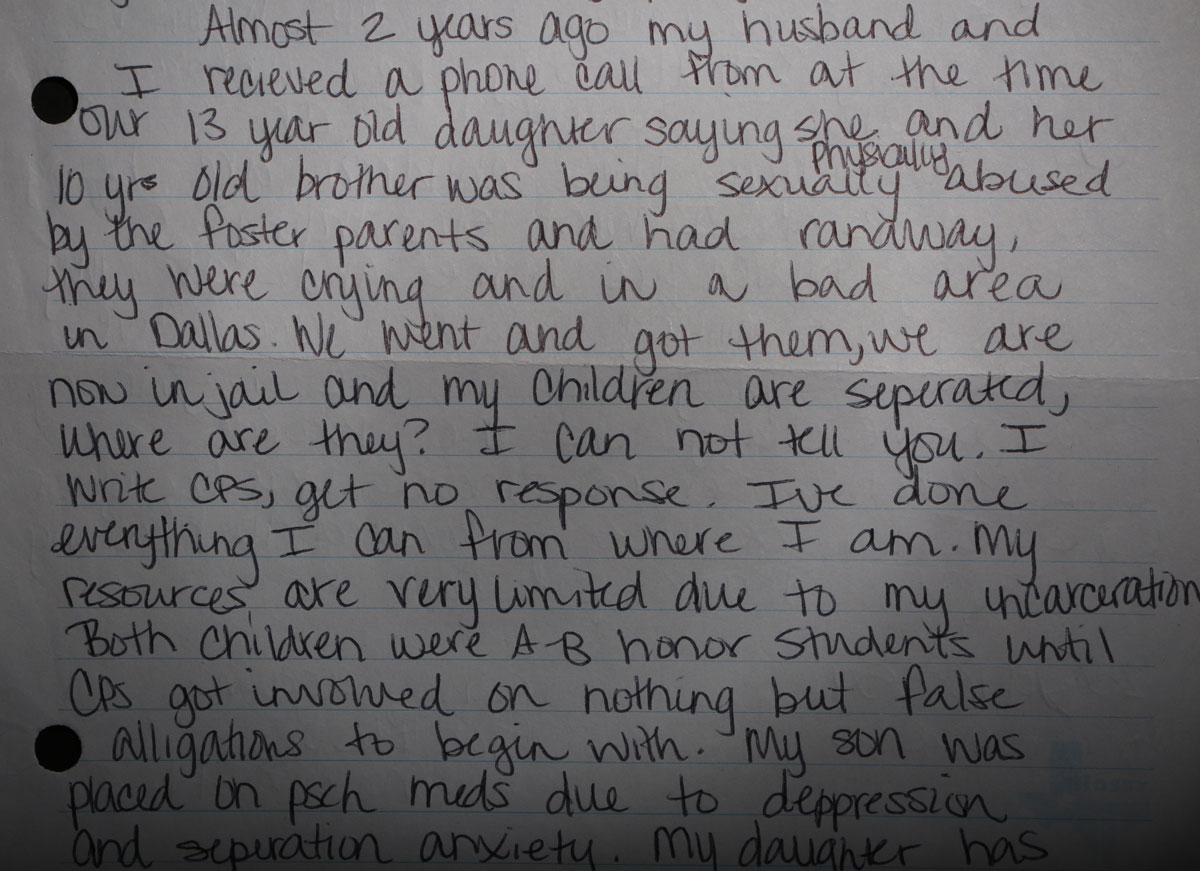 Almost 2 years ago my husband and
I recieved a phone call from at the time
our 13 year old daughter saying she and her
physically
10 yrs old brother was being sexually abused
by the foster parents and had randway,
they were crying and in a bad area
in Dallas. We went and got them, we are
now in jail and my children are seperated,
where are they? I can not tell you. I
write CPS, get no response. Ive done
everything I can from where I am. My
resources are very limited due to my incarceration
Both children were A-B honor students until
CPS got involved on nothing but false
alligations to begin with. My son was
placed on psch meds due to deppression
and seperation anxiety. My daughter has